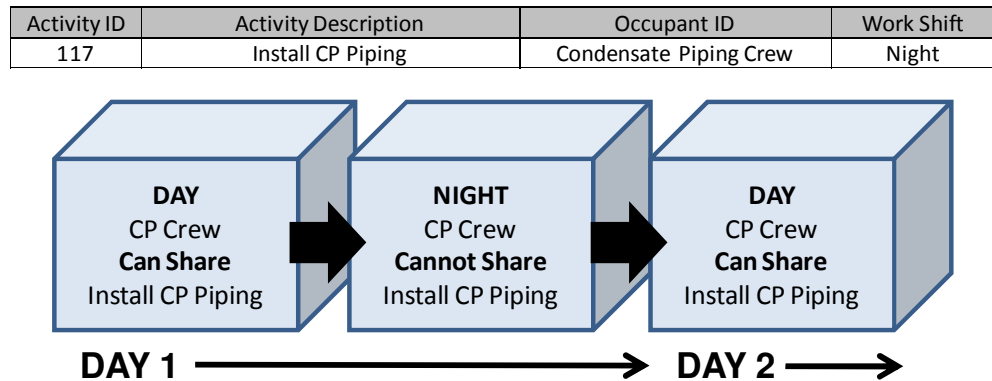 Activity ID Activity Description Occupant ID Work Shift
117 Install CP Piping Condensate Piping Crew Night
DAY
CP Crew
Can Share
Install CP Piping
NIGHT
CP Crew
Cannot Share
Install CP Piping
DAY
CP Crew
Can Share
Install CP Piping
DAY 1 DAY 2